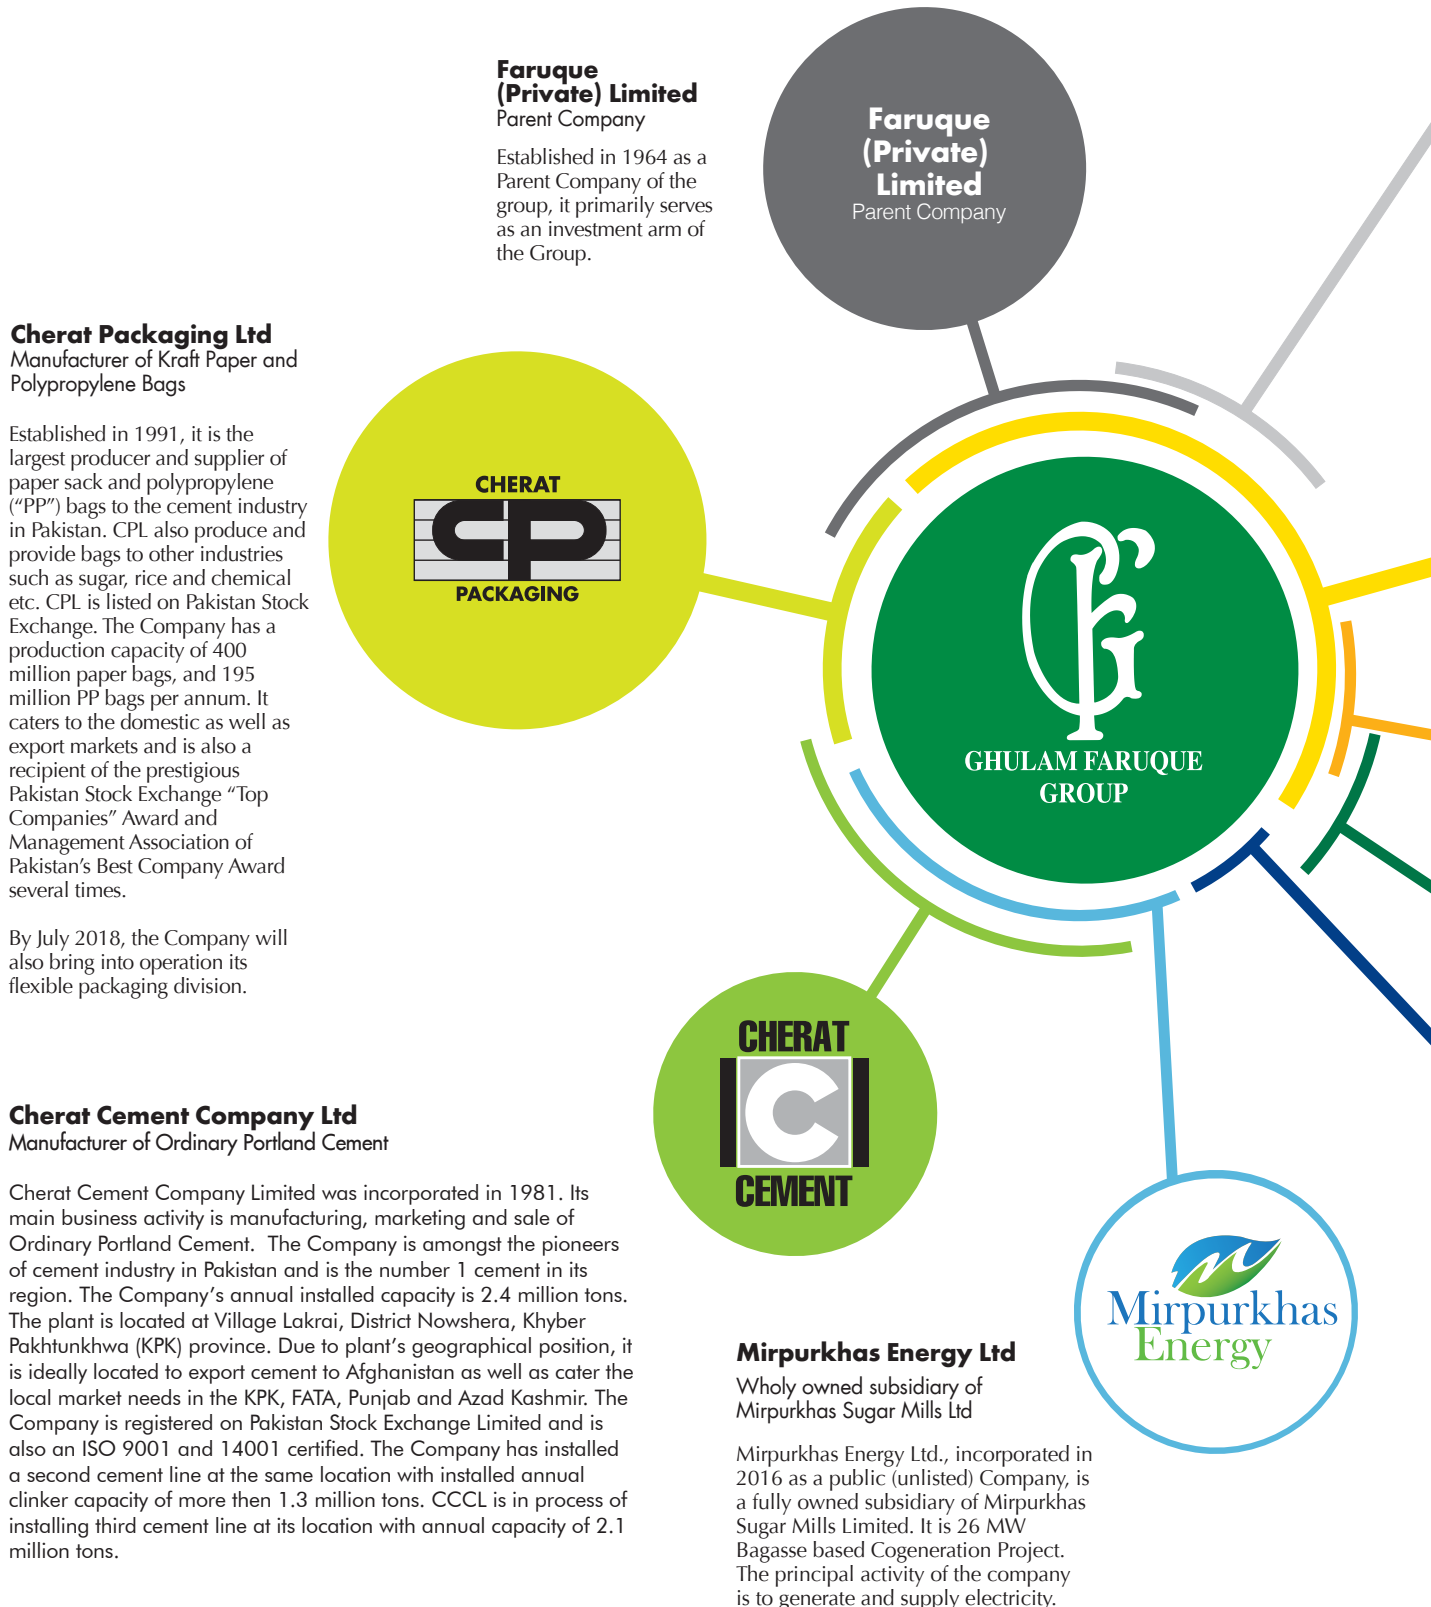 Faruque
(Private) Limited
Parent Company
Established in 1964 as a
Parent Company of the
group, it primarily serves
as an investment arm of
the Group.
Faruque
(Private)
Limited
Parent Company
Cherat Packaging Ltd
Manufacturer of Kraft Paper and
Polypropylene Bags
Established in 1991, it is the
largest producer and supplier of
paper sack and polypropylene
(“PP”) bags to the cement industry
in Pakistan. CPL also produce and
provide bags to other industries
such as sugar, rice and chemical
etc. CPL is listed on Pakistan Stock
Exchange. The Company has a
production capacity of 400
million paper bags, and 195
million PP bags per annum. It
caters to the domestic as well as
export markets and is also a
recipient of the prestigious
Pakistan Stock Exchange “Top
Companies” Award and
Management Association of
Pakistan’s Best Company Award
several times.
By July 2018, the Company will
also bring into operation its
flexible packaging division.
CHERAT
CP
PACKAGING
GF
GHULAM FARUQUE
GROUP
Cherat Cement Company Ltd
Manufacturer of Ordinary Portland Cement
Cherat Cement Company Limited was incorporated in 1981. Its
main business activity is manufacturing, marketing and sale of
Ordinary Portland Cement.  The Company is amongst the pioneers
of cement industry in Pakistan and is the number 1 cement in its
region. The Company’s annual installed capacity is 2.4 million tons.
The plant is located at Village Lakrai, District Nowshera, Khyber
Pakhtunkhwa (KPK) province. Due to plant’s geographical position, it
is ideally located to export cement to Afghanistan as well as cater the
local market needs in the KPK, FATA, Punjab and Azad Kashmir. The
Company is registered on Pakistan Stock Exchange Limited and is
also an ISO 9001 and 14001 certified. The Company has installed
a second cement line at the same location with installed annual
clinker capacity of more then 1.3 million tons. CCCL is in process of
installing third cement line at its location with annual capacity of 2.1
million tons.
CHERAT
C
CEMENT
Mirpurkhas Energy Ltd
Wholy owned subsidiary of
Mirpurkhas Sugar Mills Ltd
Mirpurkhas Energy Ltd., incorporated in
2016 as a public (unlisted) Company, is
a fully owned subsidiary of Mirpurkhas
Sugar Mills Limited. It is 26 MW
Bagasse based Cogeneration Project.
The principal activity of the company
is to generate and supply electricity.
Mirpurkhas
Energy